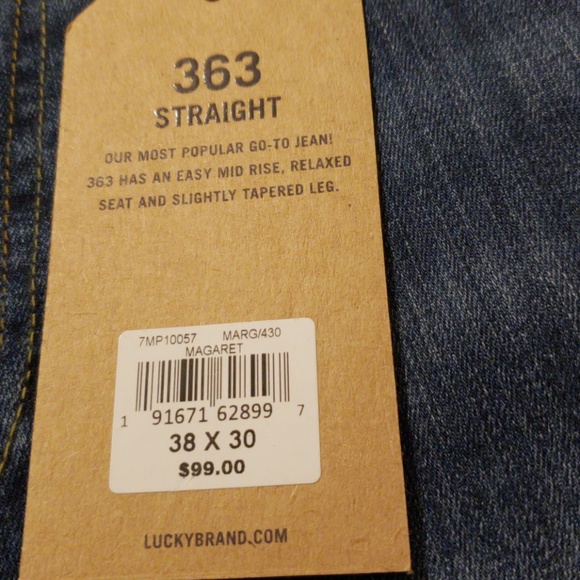 363
STRAIGHT
OUR MOST POPULAR GO-TO JEAN!
363 HAS AN EASY MID RISE, RELAXED
SEAT AND SLIGHTLY TAPERED LEG.
7MP10057 MARG/430
MAGARET
1 91671 62899 7
38 X 30
$99.00
LUCKYBRAND.COM